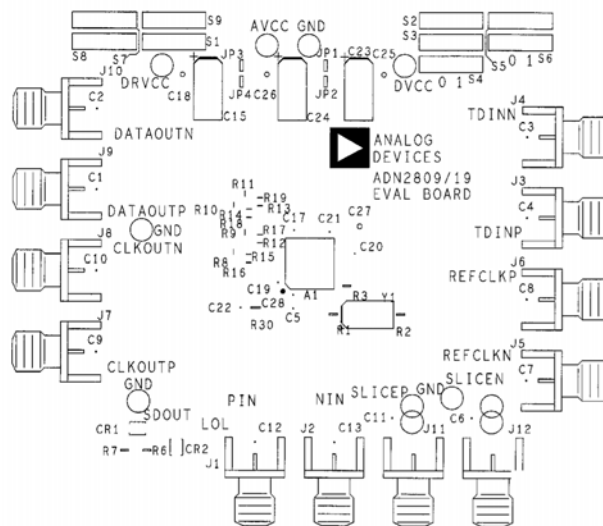 S9
AVCC GND
S2
S8
S7
S1
JP3
JP1
C23
C25
S3
S5
0 1
S6
J10
DRVCC
C18
JP4
C26
JP2
DVCC
0 1
S4
C2
C15
C24
J4
DATAOUTN
TDINN
C3
ANALOG
DEVICES
J9
ADN2809/19
EVAL BOARD
J3
C1
R11
R19
R13
C4
DATAOUTP
R10
R14
R18
C17
C21
C27
GND
R9
R17
R12
TDINP
J8
CLKOUTN
C20
J6
C10
R8
R15
R16
REFCLKP
C19
A1
R3
Y1
C8
J7
C22
C28
C5
R30
R1
R2
C9
REFCLKN
J5
CLKOUTP
GND
C7
SLICEP
GND
SLICEN
SDOUT
PIN
NIN
CR1
LOL
C11
C6
R7
R6
CR2
J1
C12
J2
C13
J11
J12